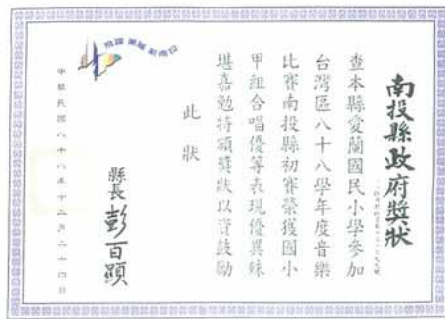 南投縣政府獎狀
查本縣愛蘭國民小學參加
台灣區八十八學年度音樂
比賽南投縣初賽榮獲國小
甲組合唱優等表現優異殊
堪嘉勉特頒獎狀以資鼓勵
此狀
縣長彭百顯
中華民國八十八年十二月二十四日